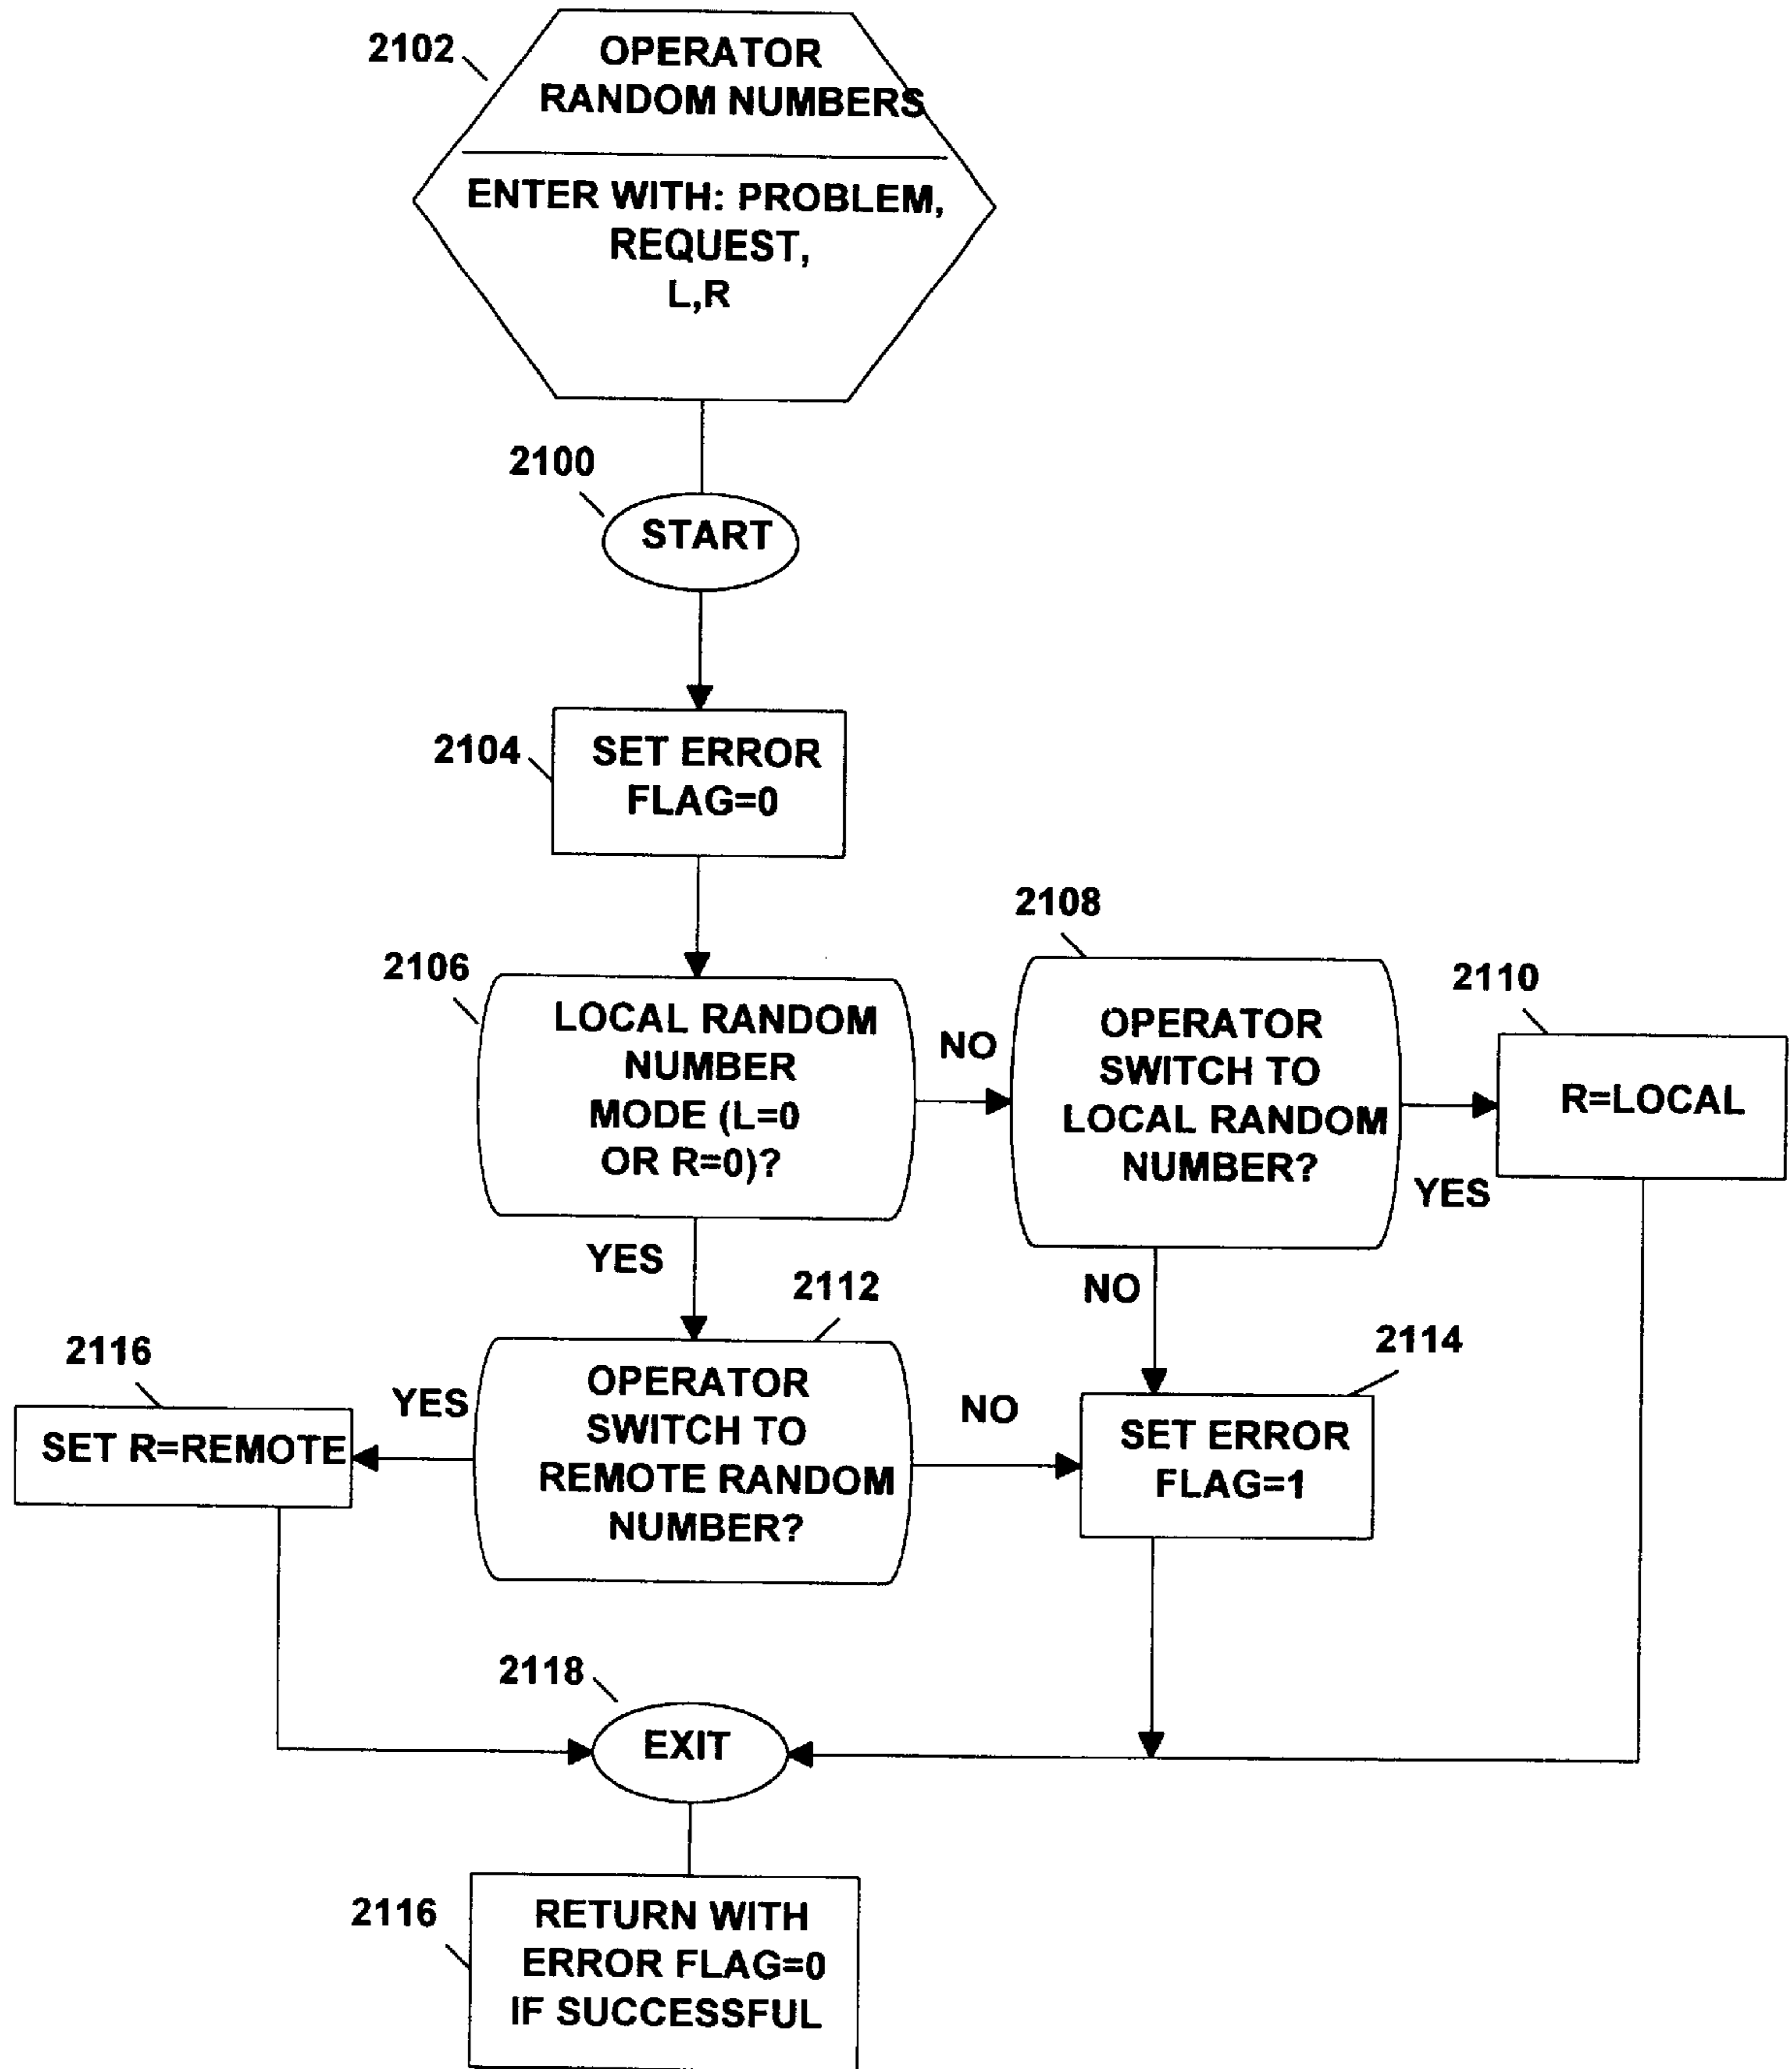 2102
OPERATOR
RANDOM NUMBERS
ENTER WITH: PROBLEM,
REQUEST,
L,R
2100
START
2104
SET ERROR
FLAG=0
2106
LOCAL RANDOM
NUMBER
MODE (L=0
OR R=0)?
NO
YES
2108
OPERATOR
SWITCH TO
LOCAL RANDOM
NUMBER?
YES
NO
2110
R=LOCAL
2112
OPERATOR
SWITCH TO
REMOTE RANDOM
NUMBER?
YES
NO
2116
SET R=REMOTE
2114
SET ERROR
FLAG=1
2118
EXIT
2116
RETURN WITH
ERROR FLAG=0
IF SUCCESSFUL